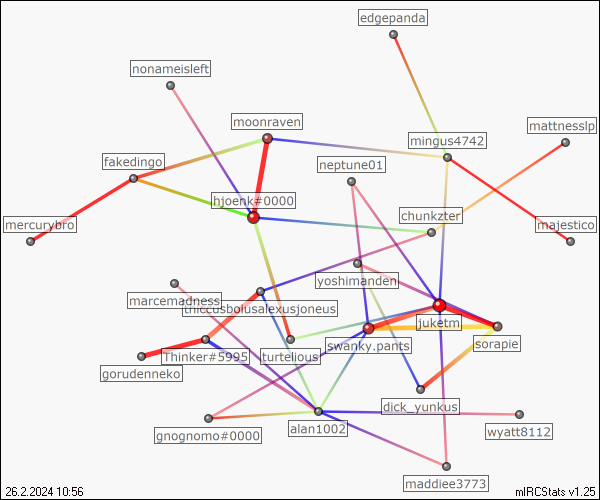 edgepanda
nonameisleft
moonraven
mattnesslp
mingus4742
fakedingo
neptune01
hjoenk#0000
chunkzter
mercurybro
majestico
yoshimanden
marcemadness
thiccusboiusalexusjoneus
juketm
swanky.pants
sorapie
Thinker#5995
turtelious
gorudenneko
dick_yunkus
gnognomo#0000
alan1002
wyatt8112
maddiee3773
26.2.2024 10:56
mIRCStats v1.25